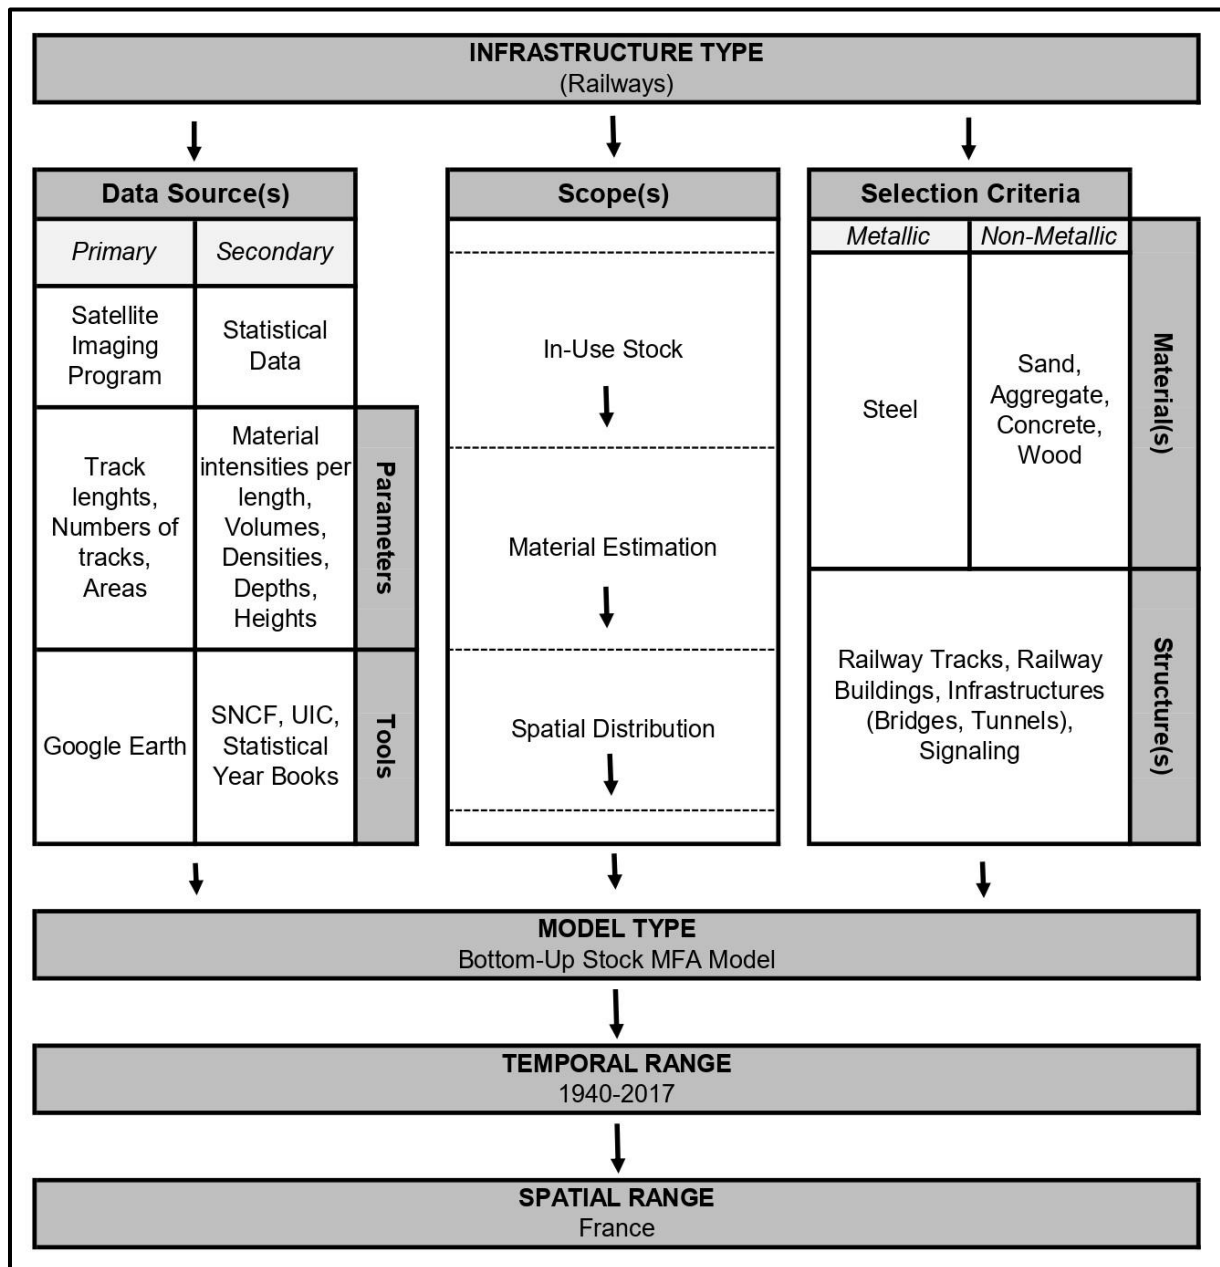 INFRASTRUCTURE TYPE
(Railways)
Data Source(s)
Primary
Secondary
Satellite
Imaging
Program
Statistical
Data
Track
lenghts,
Numbers of
tracks,
Areas
Material
intensities per
length,
Volumes,
Densities,
Depths,
Heights
Parameters
Google Earth
SNCF, UIC,
Statistical
Year Books
Tools
Scope(s)
In-Use Stock
Material Estimation
Spatial Distribution
Selection Criteria
Metallic
Non-Metallic
Steel
Sand,
Aggregate,
Concrete,
Wood
Material(s)
Railway Tracks, Railway
Buildings, Infrastructures
(Bridges, Tunnels),
Signaling
Structure(s)
MODEL TYPE
Bottom-Up Stock MFA Model
TEMPORAL RANGE
1940-2017
SPATIAL RANGE
France